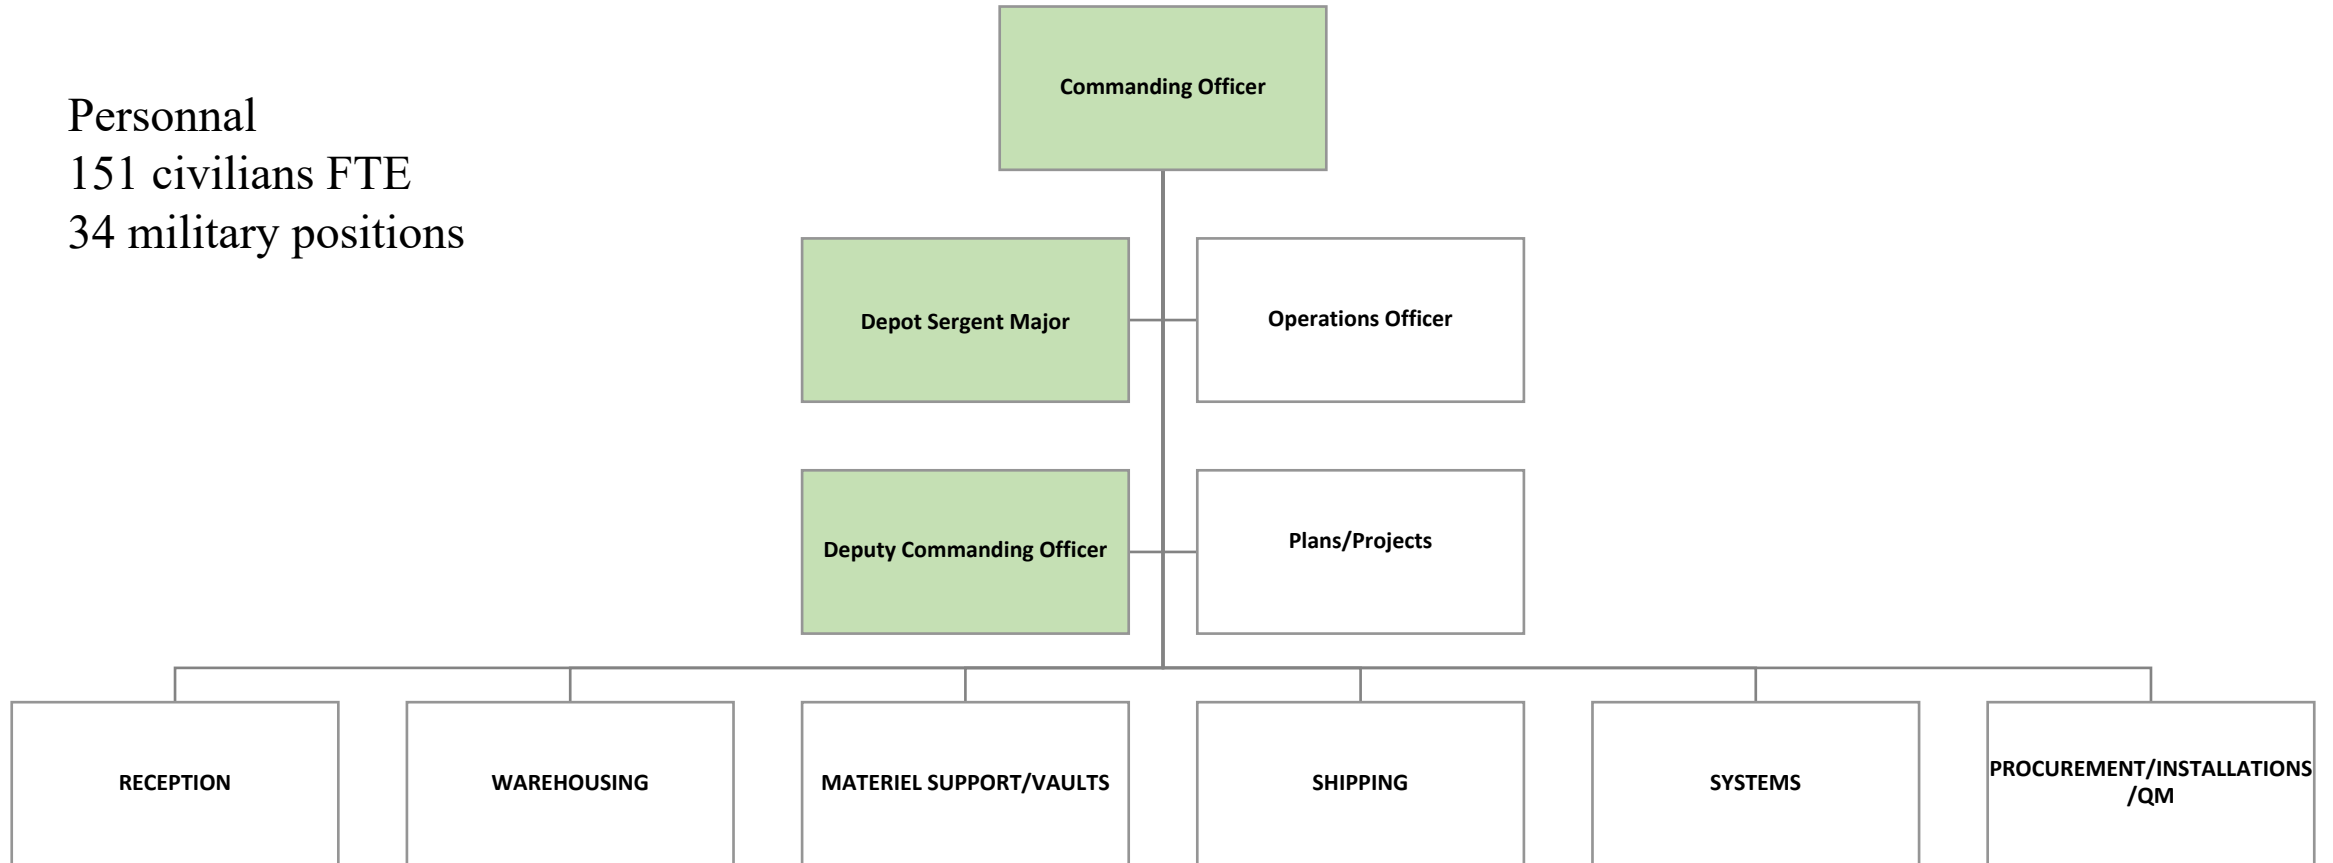 Personnal
151 civilians FTE
34 military positions
Commanding Officer
Depot Sergent Major
Operations Officer
Deputy Commanding Officer
Plans/Projects
RECEPTION
WAREHOUSING
MATERIEL SUPPORT/VAULTS
SHIPPING
SYSTEMS
PROCUREMENT/INSTALLATIONS
/QM